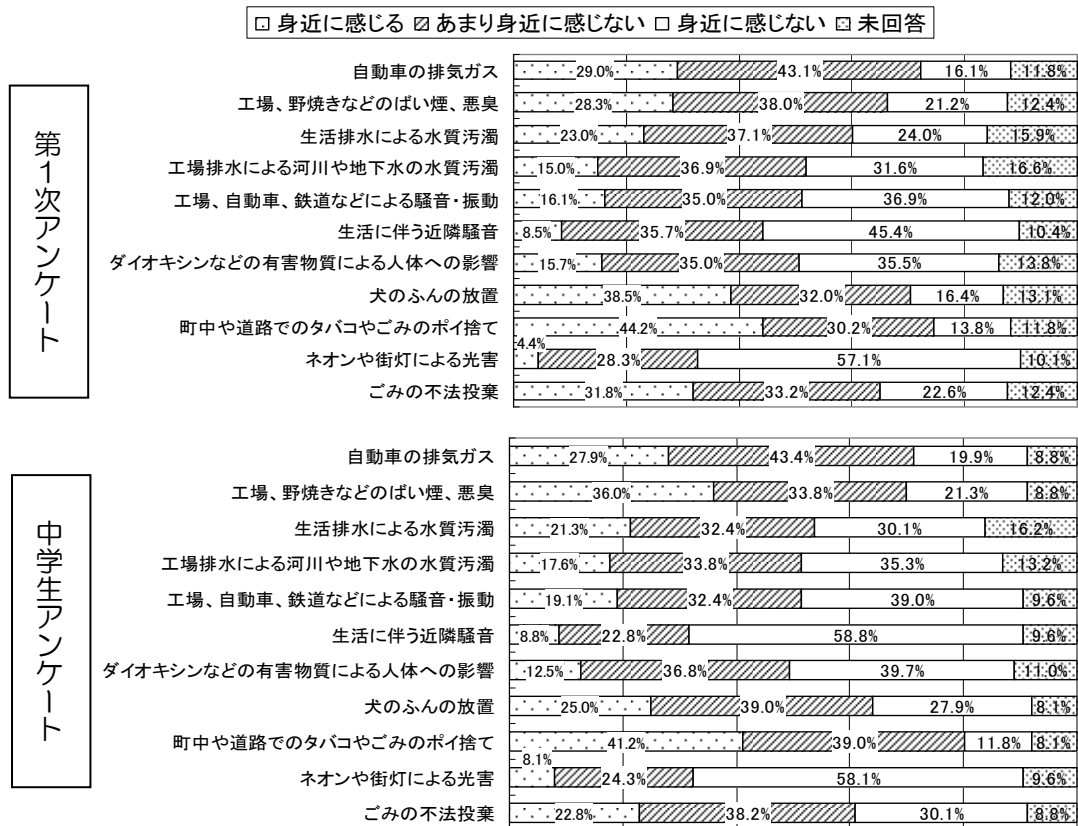 身近に感じる あまり身近に感じない 身近に感じない 未回答
第1次アンケート
自動車の排気ガス 29.0% 43.1% 16.1% 11.8%
工場、野焼きなどのばい煙、悪臭 28.3% 38.0% 21.2% 12.4%
生活排水による水質汚濁 23.0% 37.1% 24.0% 15.9%
工場排水による河川や地下水の水質汚濁 15.0% 36.9% 31.6% 16.6%
工場、自動車、鉄道などによる騒音・振動 16.1% 35.0% 36.9% 12.0%
生活に伴う近隣騒音 8.5% 35.7% 45.4% 10.4%
ダイオキシンなどの有害物質による人体への影響 15.7% 35.0% 35.5% 13.8%
犬のふんの放置 38.5% 32.0% 16.4% 13.1%
町中や道路でのタバコやごみのポイ捨て 44.2% 30.2% 13.8% 11.8%
ネオンや街灯による光害 4.4% 28.3% 57.1% 10.1%
ごみの不法投棄 31.8% 33.2% 22.6% 12.4%
中学生アンケート
自動車の排気ガス 27.9% 43.4% 19.9% 8.8%
工場、野焼きなどのばい煙、悪臭 36.0% 33.8% 21.3% 8.8%
生活排水による水質汚濁 21.3% 32.4% 30.1% 16.2%
工場排水による河川や地下水の水質汚濁 17.6% 33.8% 35.3% 13.2%
工場、自動車、鉄道などによる騒音・振動 19.1% 32.4% 39.0% 9.6%
生活に伴う近隣騒音 8.8% 22.8% 58.8% 9.6%
ダイオキシンなどの有害物質による人体への影響 12.5% 36.8% 39.7% 11.0%
犬のふんの放置 25.0% 39.0% 27.9% 8.1%
町中や道路でのタバコやごみのポイ捨て 41.2% 39.0% 11.8% 8.1%
ネオンや街灯による光害 8.1% 24.3% 58.1% 9.6%
ごみの不法投棄 22.8% 38.2% 30.1% 8.8%